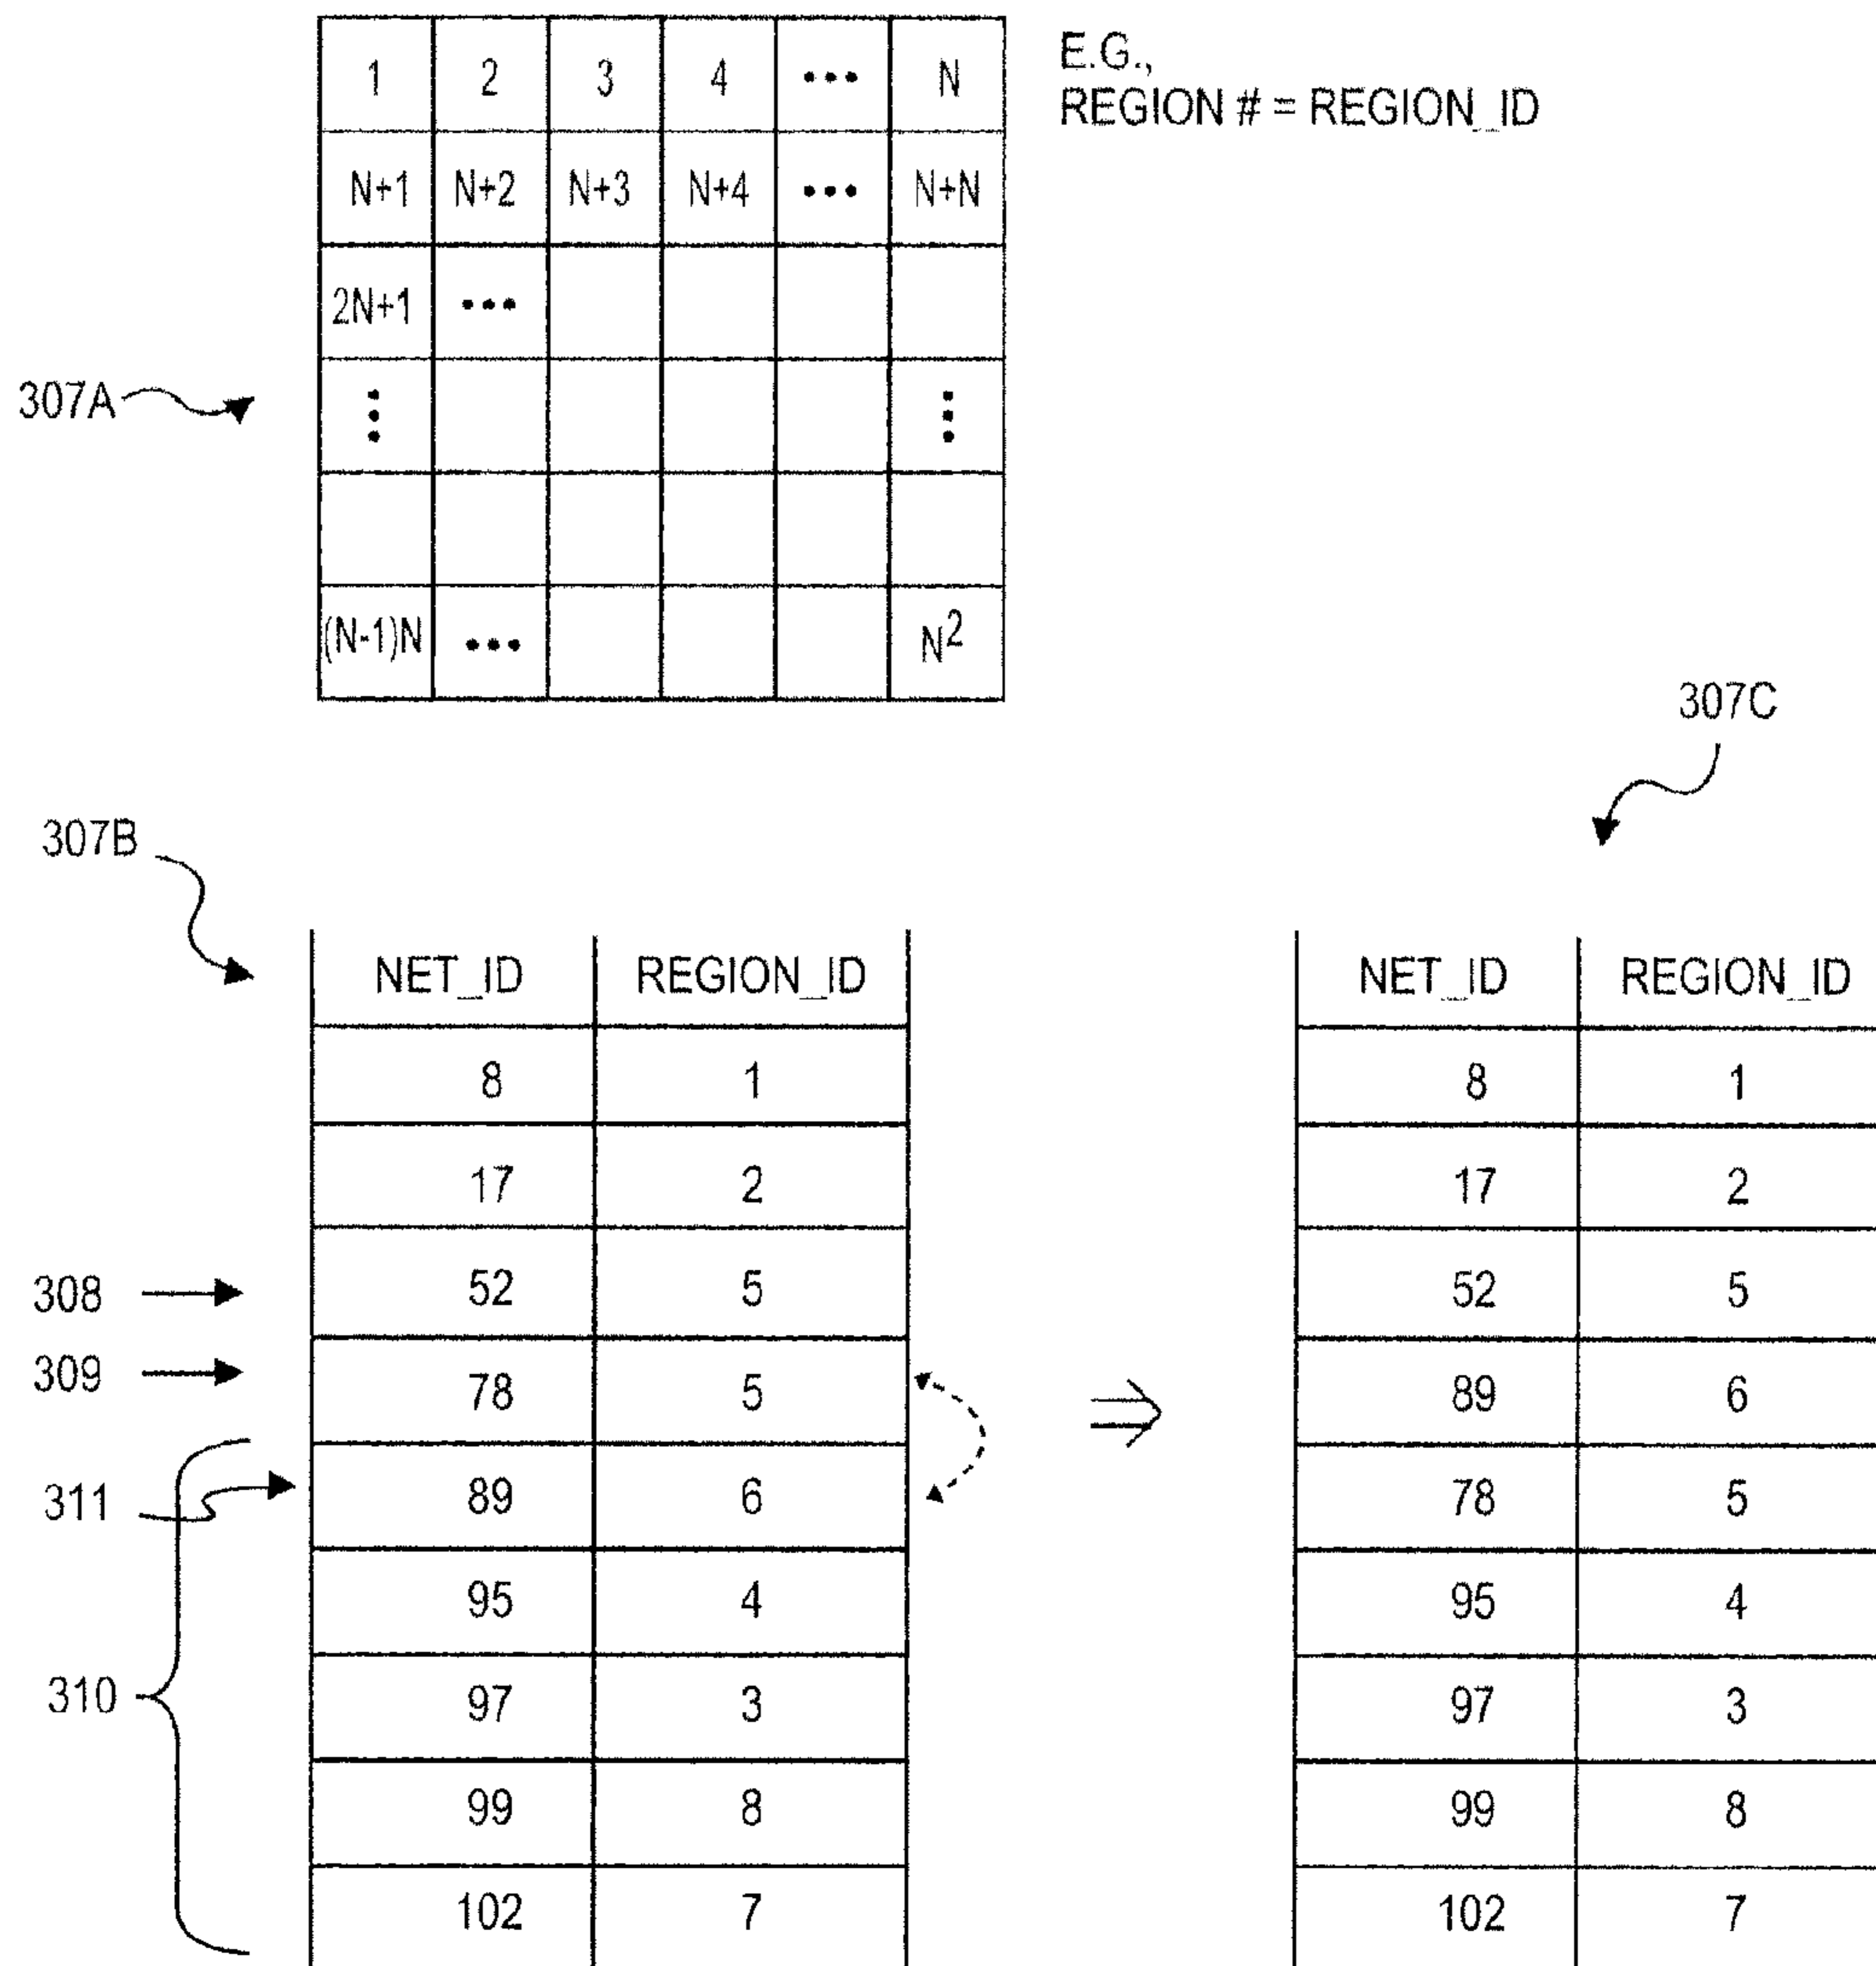 1 2 3 4 ••• N
E.G.,
REGION # = REGION_ID
N+1 N+2 N+3 N+4 ••• N+N
2N+1 •••
307A
(N-1)N ••• N²
307C
307B
NET_ID REGION_ID
8 1
17 2
308 52 5
309 78 5
311 89 6
95 4
310 97 3
99 8
102 7
NET_ID REGION_ID
8 1
17 2
52 5
89 6
78 5
95 4
97 3
99 8
102 7